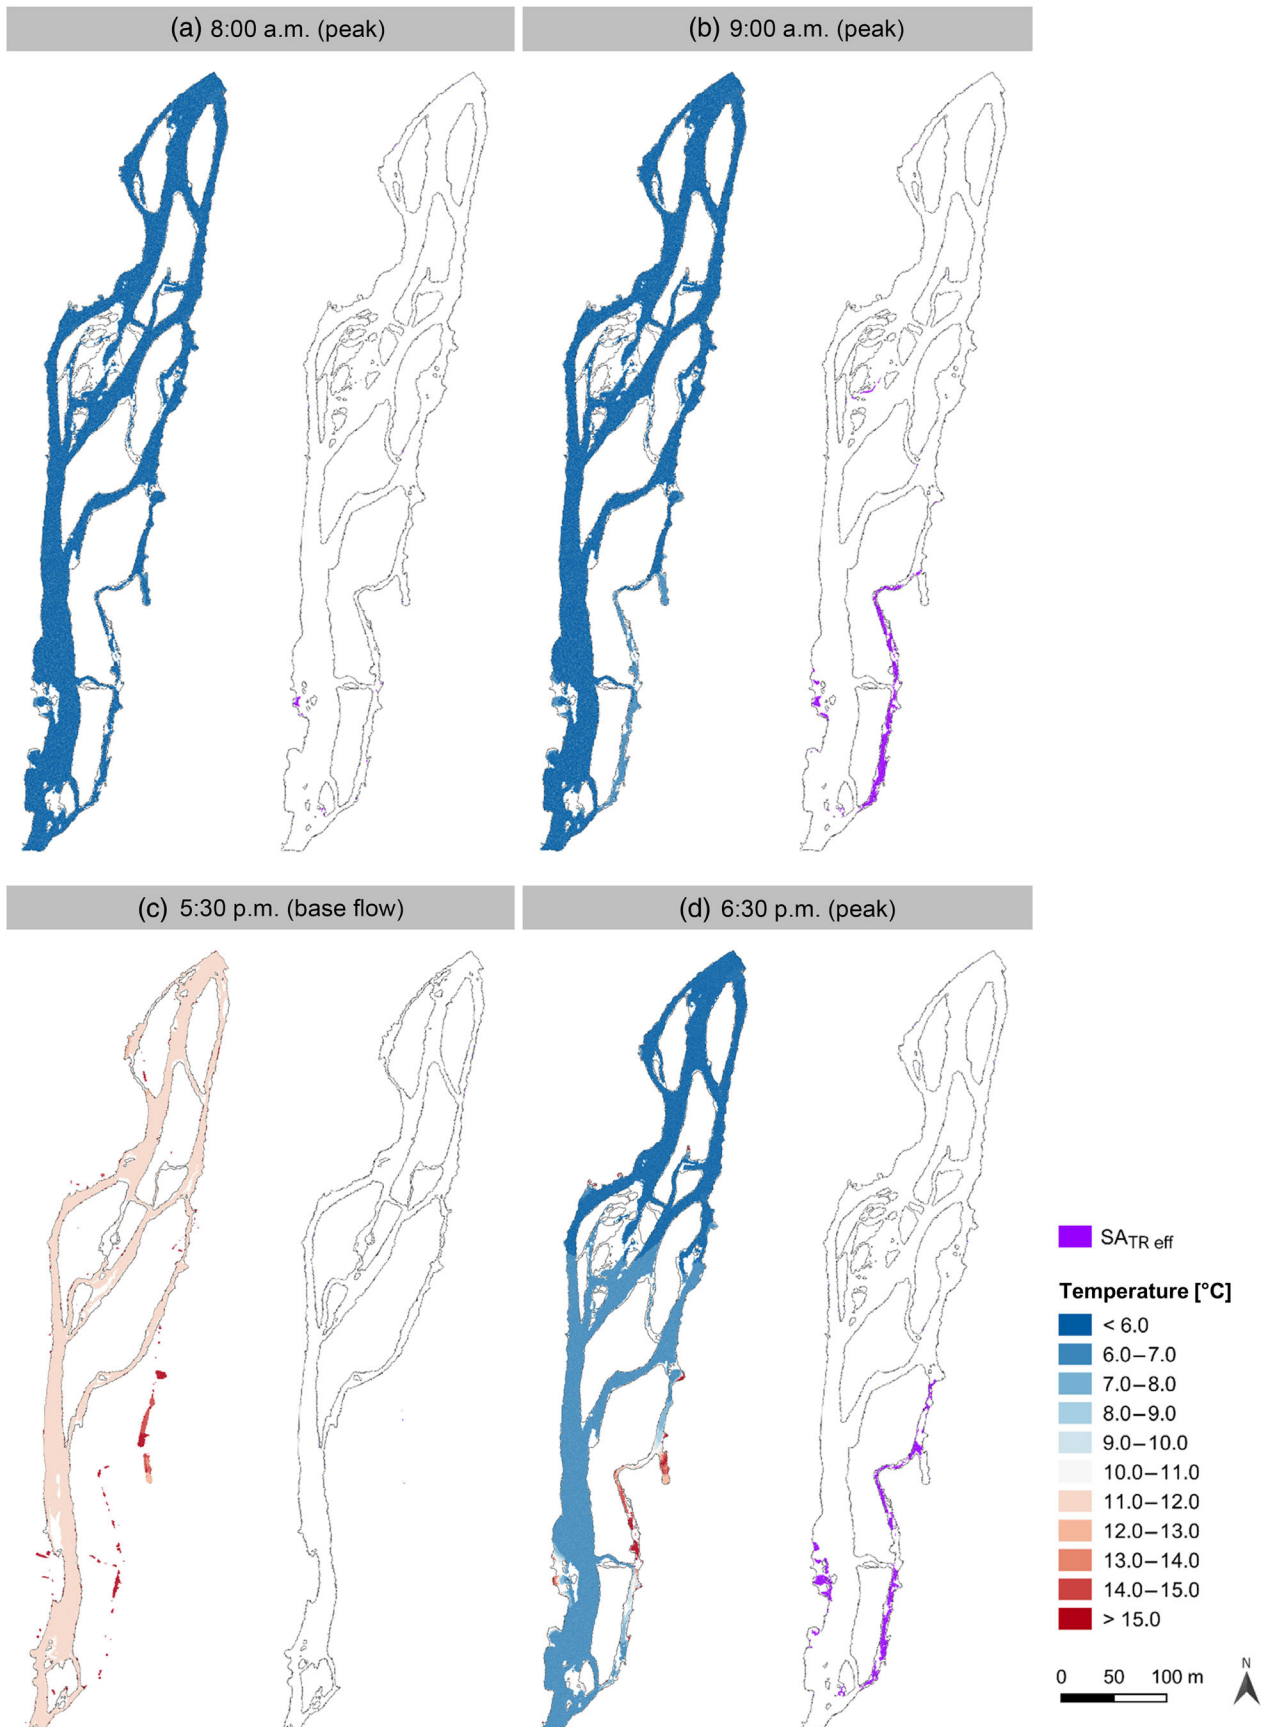 (a) 8:00 a.m. (peak)
(b) 9:00 a.m. (peak)
(c) 5:30 p.m. (base flow)
(d) 6:30 p.m. (peak)
SATR eff
Temperature [°C]
< 6.0
6.0–7.0
7.0–8.0
8.0–9.0
9.0–10.0
10.0–11.0
11.0–12.0
12.0–13.0
13.0–14.0
14.0–15.0
> 15.0
0 50 100 m
N